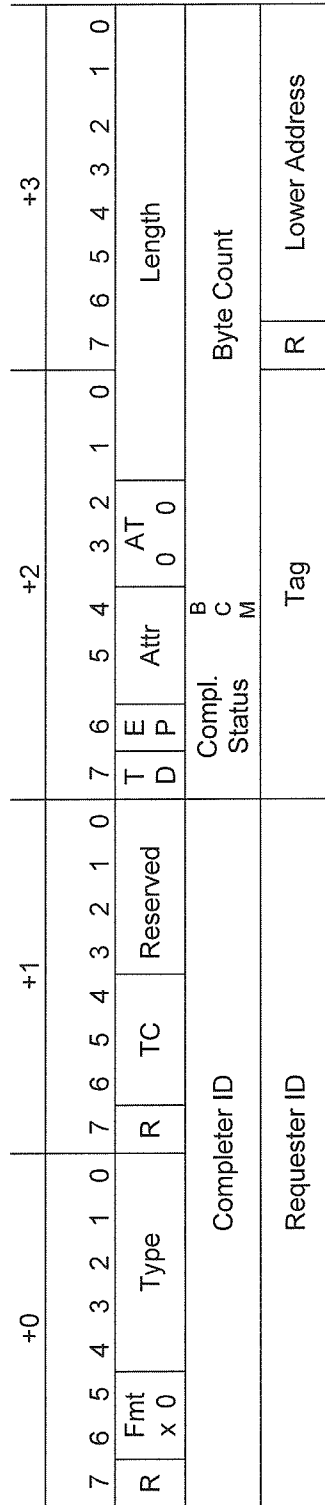 +0 +1 +2 +3
7 6 5 4 3 2 1 0 7 6 5 4 3 2 1 0 7 6 5 4 3 2 1 0 7 6 5 4 3 2 1 0
R Fmt x 0 Type R TC Reserved T D E P Attr AT 0 0 Length
Completer ID Compl. Status B C M Byte Count
Requester ID Tag R Lower Address